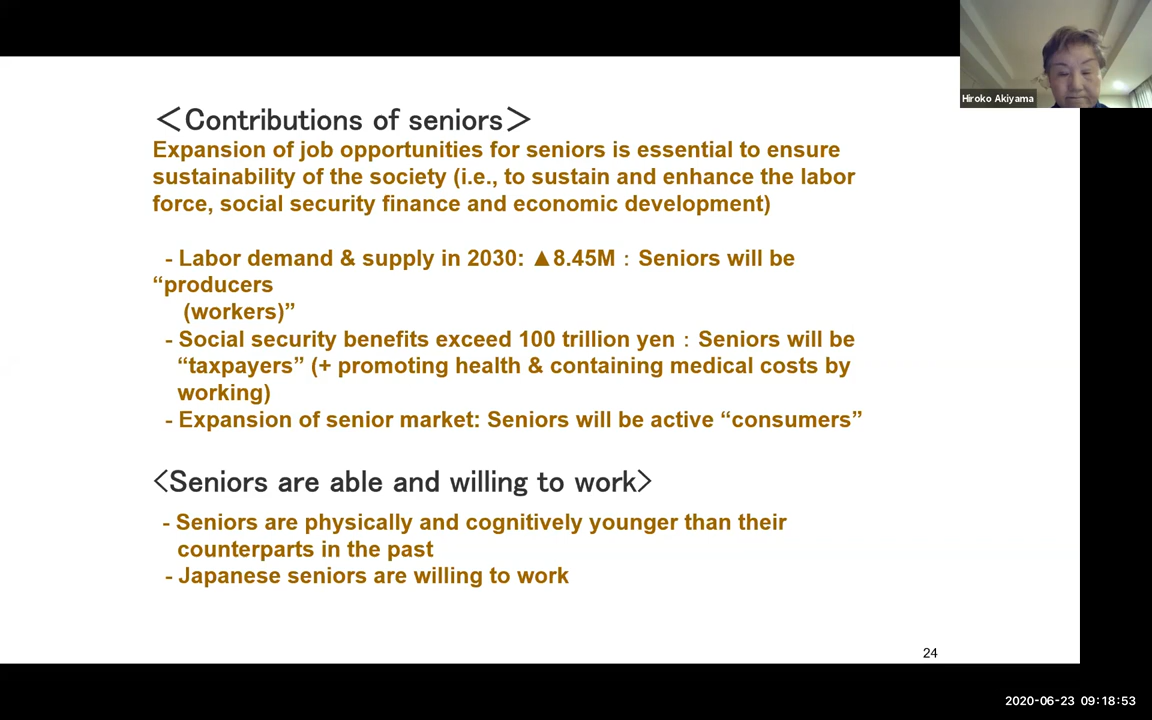 Hiroko Akiyama
＜Contributions of seniors＞
Expansion of job opportunities for seniors is essential to ensure
sustainability of the society (i.e., to sustain and enhance the labor
force, social security finance and economic development)
- Labor demand & supply in 2030: ▲8.45M：Seniors will be
“producers
(workers)”
- Social security benefits exceed 100 trillion yen：Seniors will be
“taxpayers” (+ promoting health & containing medical costs by
working)
- Expansion of senior market: Seniors will be active “consumers”
<Seniors are able and willing to work>
- Seniors are physically and cognitively younger than their
counterparts in the past
- Japanese seniors are willing to work
24
2020-06-23 09:18:53